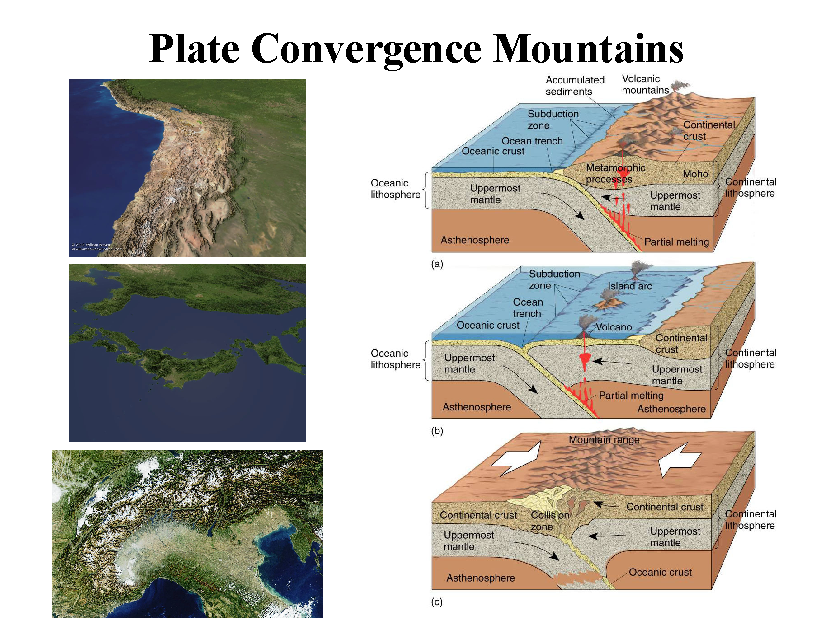 Plate Convergence Mountains
Accumulated
sediments
Volcanic
mountains
Subduction
zone
Ocean trench
Oceanic crust
Continental
crust
Metamorphic
processes
Moho
Oceanic
lithosphere
Uppermost
mantle
Uppermost
mantle
Continental
lithosphere
Asthenosphere
Partial melting
(a)
Subduction
zone
Island arc
Ocean
trench
Oceanic crust
Volcano
Continental
crust
Oceanic
lithosphere
Uppermost
mantle
Uppermost
mantle
Continental
lithosphere
Partial melting
Asthenosphere
Asthenosphere
(b)
Mountain range
Continental crust
Collision
zone
Continental crust
Uppermost
mantle
Uppermost
mantle
Continental
lithosphere
Asthenosphere
Oceanic crust
(c)